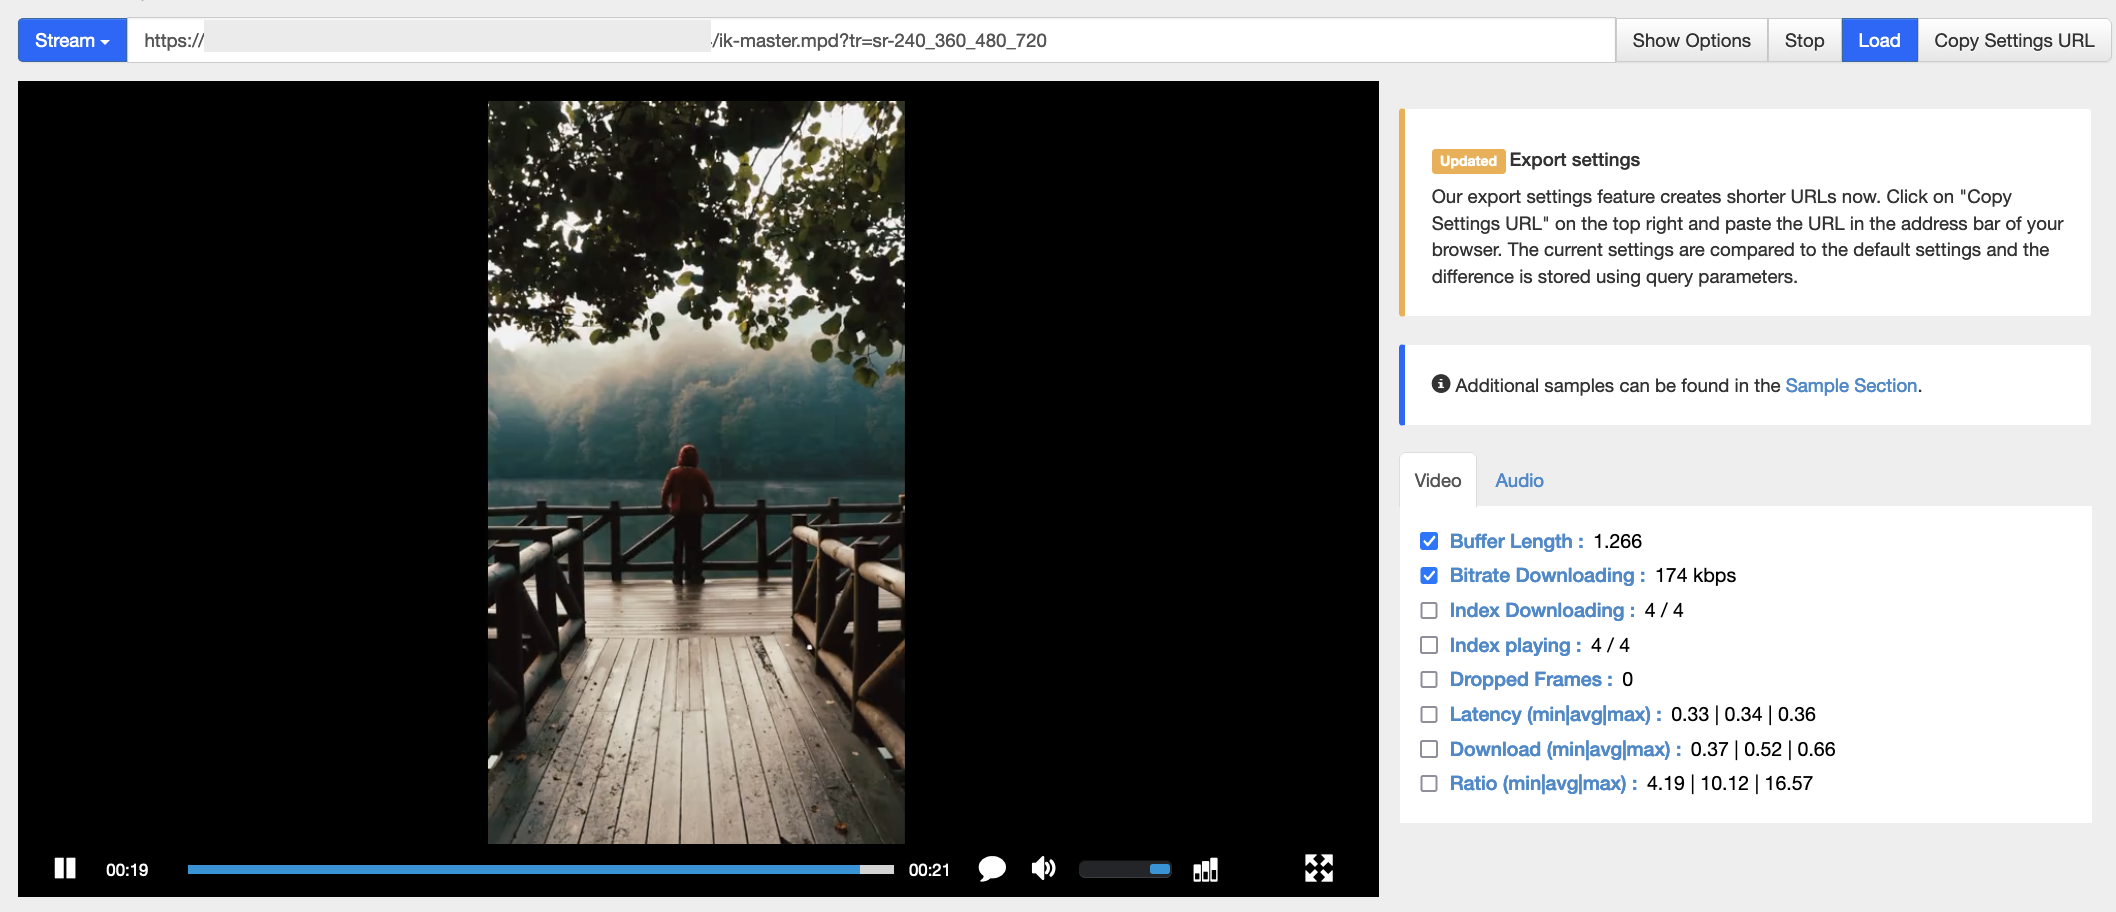 Stream
https://
/ik-master.mpd?tr=sr-240_360_480_720
Show Options
Stop
Load
Copy Settings URL
Updated Export settings
Our export settings feature creates shorter URLs now. Click on "Copy
Settings URL" on the top right and paste the URL in the address bar of your
browser. The current settings are compared to the default settings and the
difference is stored using query parameters.
Additional samples can be found in the Sample Section.
Video
Audio
Buffer Length : 1.266
Bitrate Downloading : 174 kbps
Index Downloading : 4 / 4
Index playing : 4 / 4
Dropped Frames : 0
Latency (min|avg|max) : 0.33 | 0.34 | 0.36
Download (min|avg|max) : 0.37 | 0.52 | 0.66
Ratio (min|avg|max) : 4.19 | 10.12 | 16.57
00:19
00:21